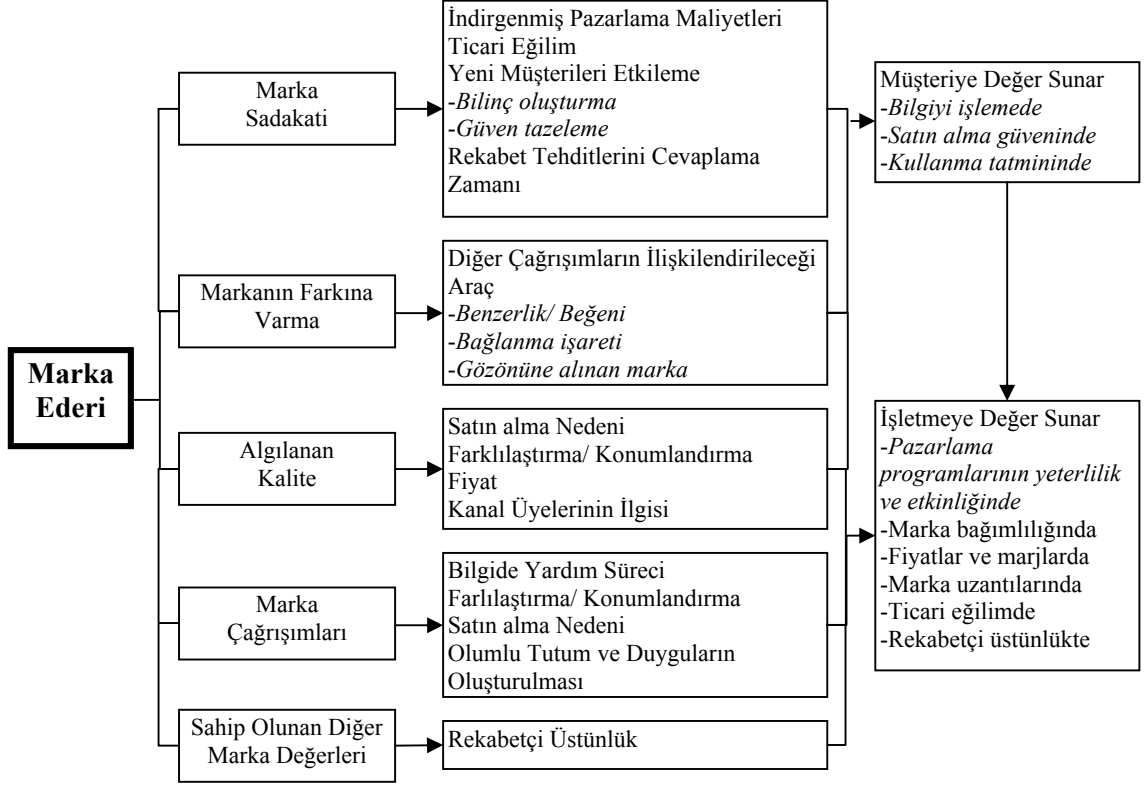 Marka
Ederi
Marka
Sadakati
Markanın Farkına
Varma
Algılanan
Kalite
Marka
Çağrışımları
Sahip Olunan Diğer
Marka Değerleri
İndirgenmiş Pazarlama Maliyetleri
Ticari Eğilim
Yeni Müşterileri Etkileme
-Bilinç oluşturma
-Güven tazeleme
Rekabet Tehditlerini Cevaplama
Zamanı
Diğer Çağrışımların İlişkilendirileceği
Araç
-Benzerlik/ Beğeni
-Bağlanma işareti
-Gözönüne alınan marka
Satın alma Nedeni
Farklılaştırma/ Konumlandırma
Fiyat
Kanal Üyelerinin İlgisi
Bilgide Yardım Süreci
Farlılaştırma/ Konumlandırma
Satın alma Nedeni
Olumlu Tutum ve Duyguların
Oluşturulması
Rekabetçi Üstünlük
Müşteriye Değer Sunar
-Bilgiyi işlemede
-Satın alma güveninde
-Kullanma tatmininde
İşletmeye Değer Sunar
-Pazarlama
programlarının yeterlilik
ve etkinliğinde
-Marka bağımlılığında
-Fiyatlar ve marjlarda
-Marka uzantılarında
-Ticari eğilimde
-Rekabetçi üstünlükte